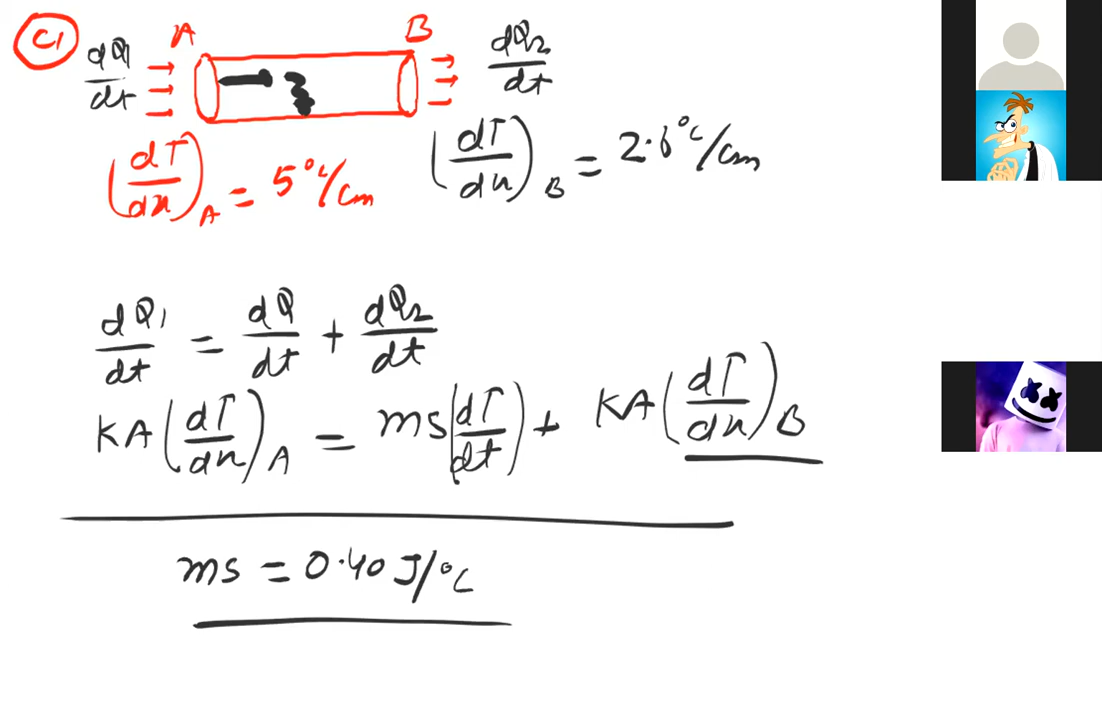 C1 A B
dQ1/dt dQ2/dt
(dT/dx)A = 5°C/cm (dT/dx)B = 2.6°C/cm
dQ1/dt = dQ/dt + dQ2/dt
KA(dT/dx)A = ms(dT/dt) + KA(dT/dx)B
ms = 0.40 J/°C